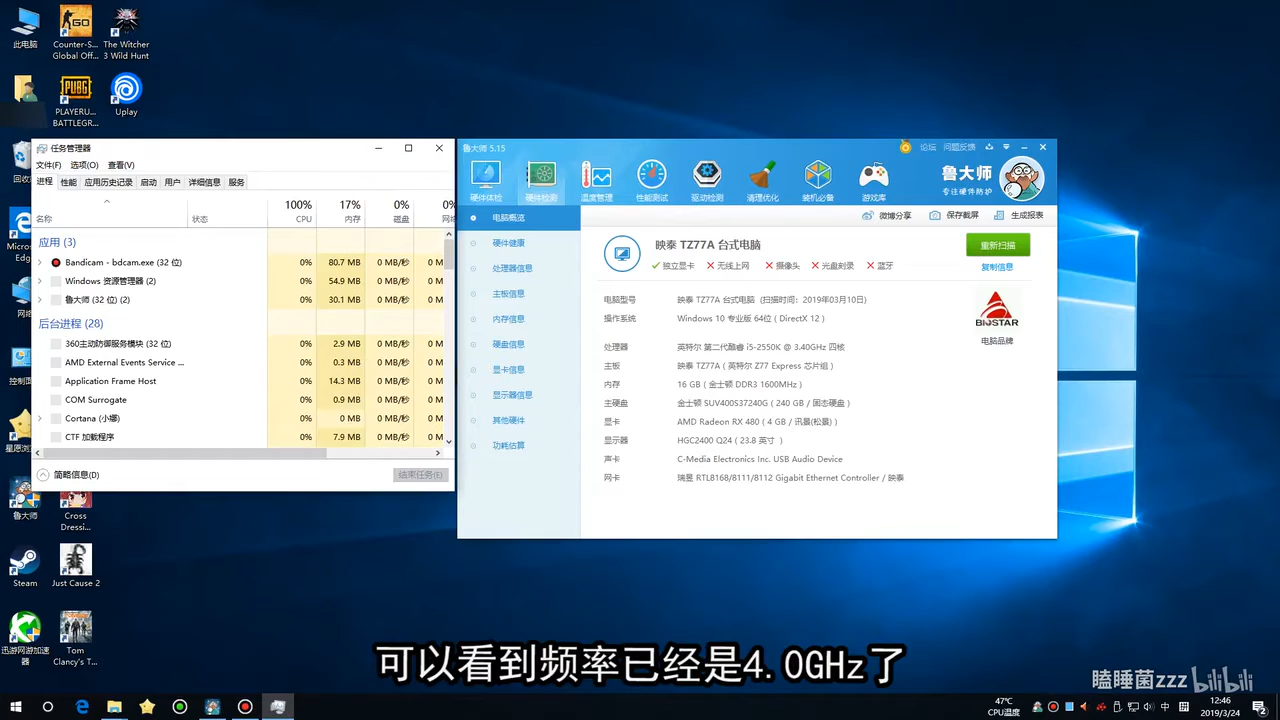 此电脑
Counter-S...
Global Off...
The Witcher
3 Wild Hunt
PUBG
PLAYERU...
BATTLEGR...
Uplay
任务管理器
文件(F) 选项(O) 查看(V)
进程 性能 应用历史记录 启动 用户 详细信息 服务
100% 17% 0% 0%
名称 状态 CPU 内存 磁盘 网络
应用 (3)
Bandicam - bdcam.exe (32 位) 0% 80.7 MB 0 MB/秒 0 M
Windows 资源管理器 (2) 0% 54.9 MB 0 MB/秒 0 M
鲁大师 (32 位) (2) 0% 30.1 MB 0 MB/秒 0 M
后台进程 (28)
360主动防御服务模块 (32 位) 0% 2.9 MB 0 MB/秒 0 M
AMD External Events Service ... 0% 0.3 MB 0 MB/秒 0 M
Application Frame Host 0% 14.3 MB 0 MB/秒 0 M
COM Surrogate 0% 0.9 MB 0 MB/秒 0 M
Cortana (小娜) 0% 0 MB 0 MB/秒 0 M
CTF 加载程序 0% 7.9 MB 0 MB/秒 0 M
简略信息(D) 结束任务(E)
鲁大师 5.15
论坛 问题反馈
硬件体检 硬件检测 温度管理 性能测试 驱动检测 清理优化 装机必备 游戏库
鲁大师
专注硬件防护
电脑概览
硬件健康
处理器信息
主板信息
内存信息
硬盘信息
显卡信息
显示器信息
其他硬件
功耗估算
微博分享 保存截屏 生成报表
映泰 TZ77A 台式电脑
独立显卡 无线上网 摄像头 光盘刻录 蓝牙
重新扫描
复制信息
电脑型号 映泰 TZ77A 台式电脑 (扫描时间：2019年03月10日)
操作系统 Windows 10 专业版 64位 ( DirectX 12 )
处理器 英特尔 第二代酷睿 i5-2550K @ 3.40GHz 四核
主板 映泰 TZ77A ( 英特尔 Z77 Express 芯片组 )
内存 16 GB ( 金士顿 DDR3 1600MHz )
主硬盘 金士顿 SUV400S37240G ( 240 GB / 固态硬盘 )
显卡 AMD Radeon RX 480 ( 4 GB / 讯景(松景) )
显示器 HGC2400 Q24 ( 23.8 英寸 )
声卡 C-Media Electronics Inc. USB Audio Device
网卡 瑞昱 RTL8168/8111/8112 Gigabit Ethernet Controller / 映泰
BIOSTAR
电脑品牌
回收
Micros
Edg
网络
控制面
鲁大师
Cross
Dressi...
Steam
Just Cause 2
迅游网游加速
器
Tom
Clancy's T...
可以看到频率已经是4.0GHz了
瞌睡菌zzz bilibili
47℃
CPU温度
中
12:46
2019/3/24
2